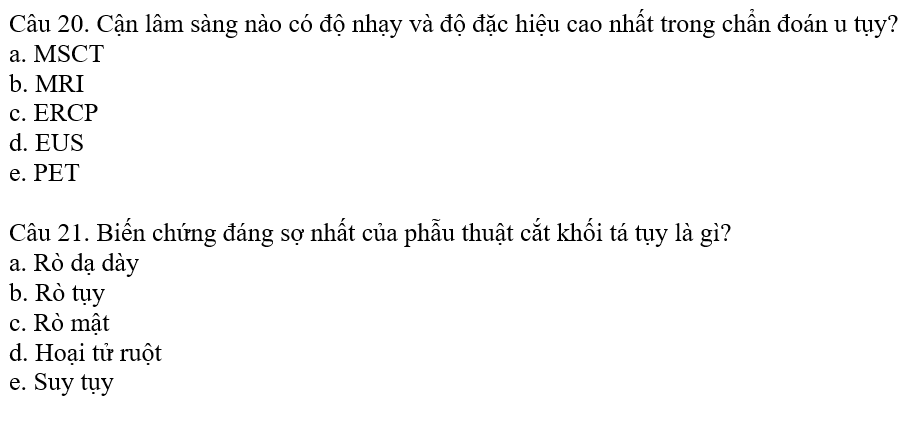 Câu 20. Cận lâm sàng nào có độ nhạy và độ đặc hiệu cao nhất trong chẩn đoán u tụy?
a. MSCT
b. MRI
c. ERCP
d. EUS
e. PET
Câu 21. Biến chứng đáng sợ nhất của phẫu thuật cắt khối tá tụy là gì?
a. Rò dạ dày
b. Rò tụy
c. Rò mật
d. Hoại tử ruột
e. Suy tụy